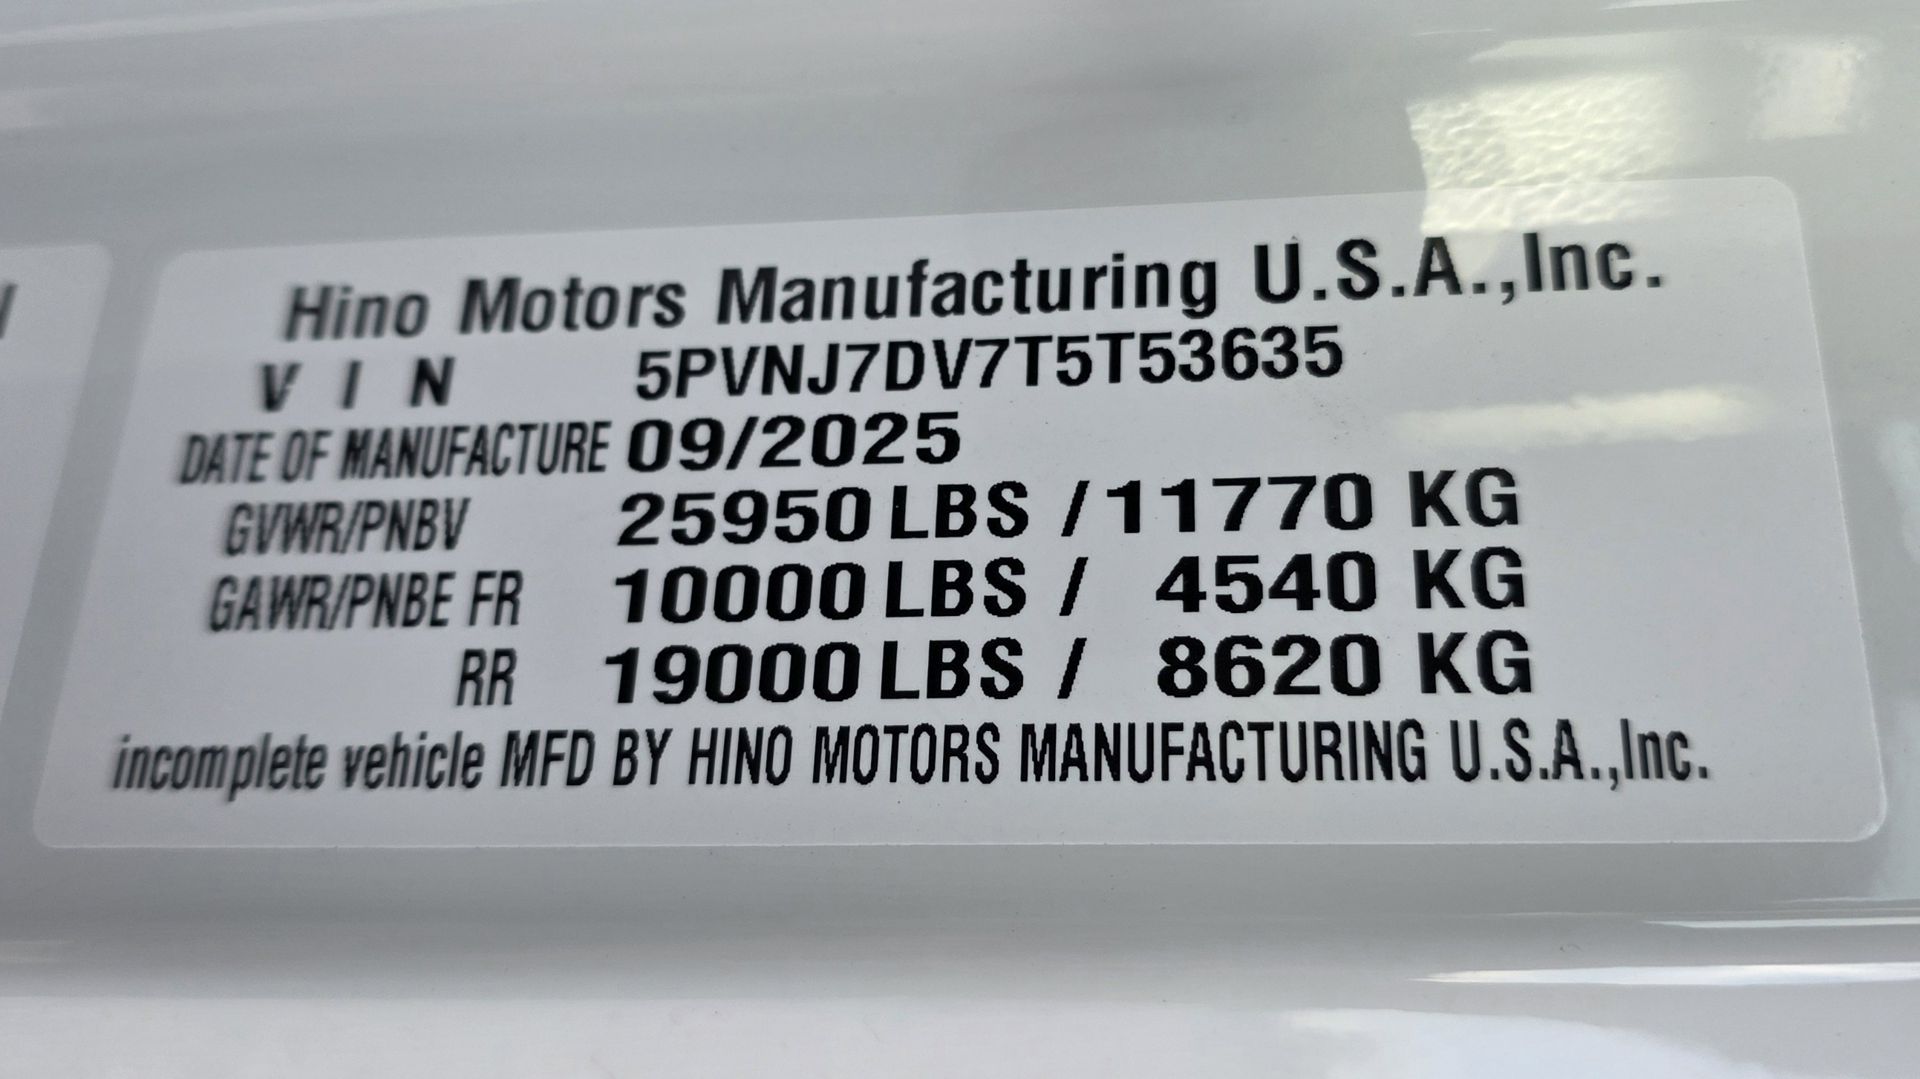 Hino Motors Manufacturing U.S.A.,Inc.
VIN 5PVNJ7DV7T5T53635
DATE OF MANUFACTURE 09/2025
GVWR/PNBV 25950 LBS / 11770 KG
GAWR/PNBE FR 10000 LBS / 4540 KG
RR 19000 LBS / 8620 KG
incomplete vehicle MFD BY HINO MOTORS MANUFACTURING U.S.A.,Inc.